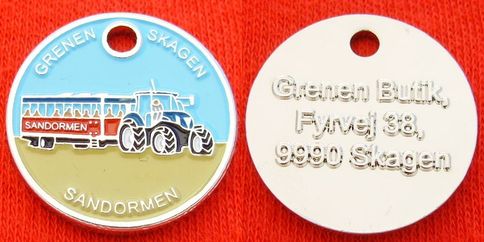 GRENEN SKAGEN
SANDORMEN
SANDORMEN
Grenen Butik,
Fyrvej 38,
9990 Skagen